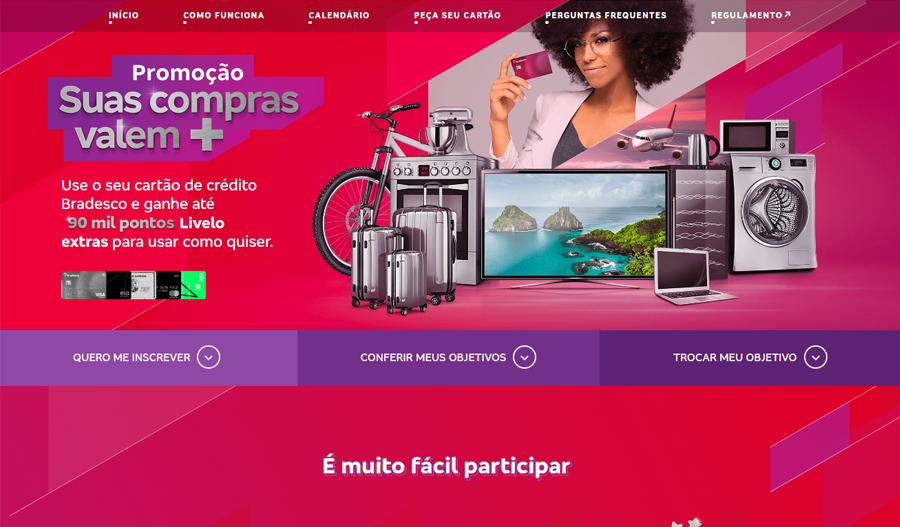 INÍCIO
COMO FUNCIONA
CALENDÁRIO
PEÇA SEU CARTÃO
PERGUNTAS FREQUENTES
REGULAMENTO
Promoção
Suas compras
valem +
Use o seu cartão de crédito
Bradesco e ganhe até
90 mil pontos Livelo
extras para usar como quiser.
VISA
elo
QUERO ME INSCREVER
CONFERIR MEUS OBJETIVOS
TROCAR MEU OBJETIVO
É muito fácil participar